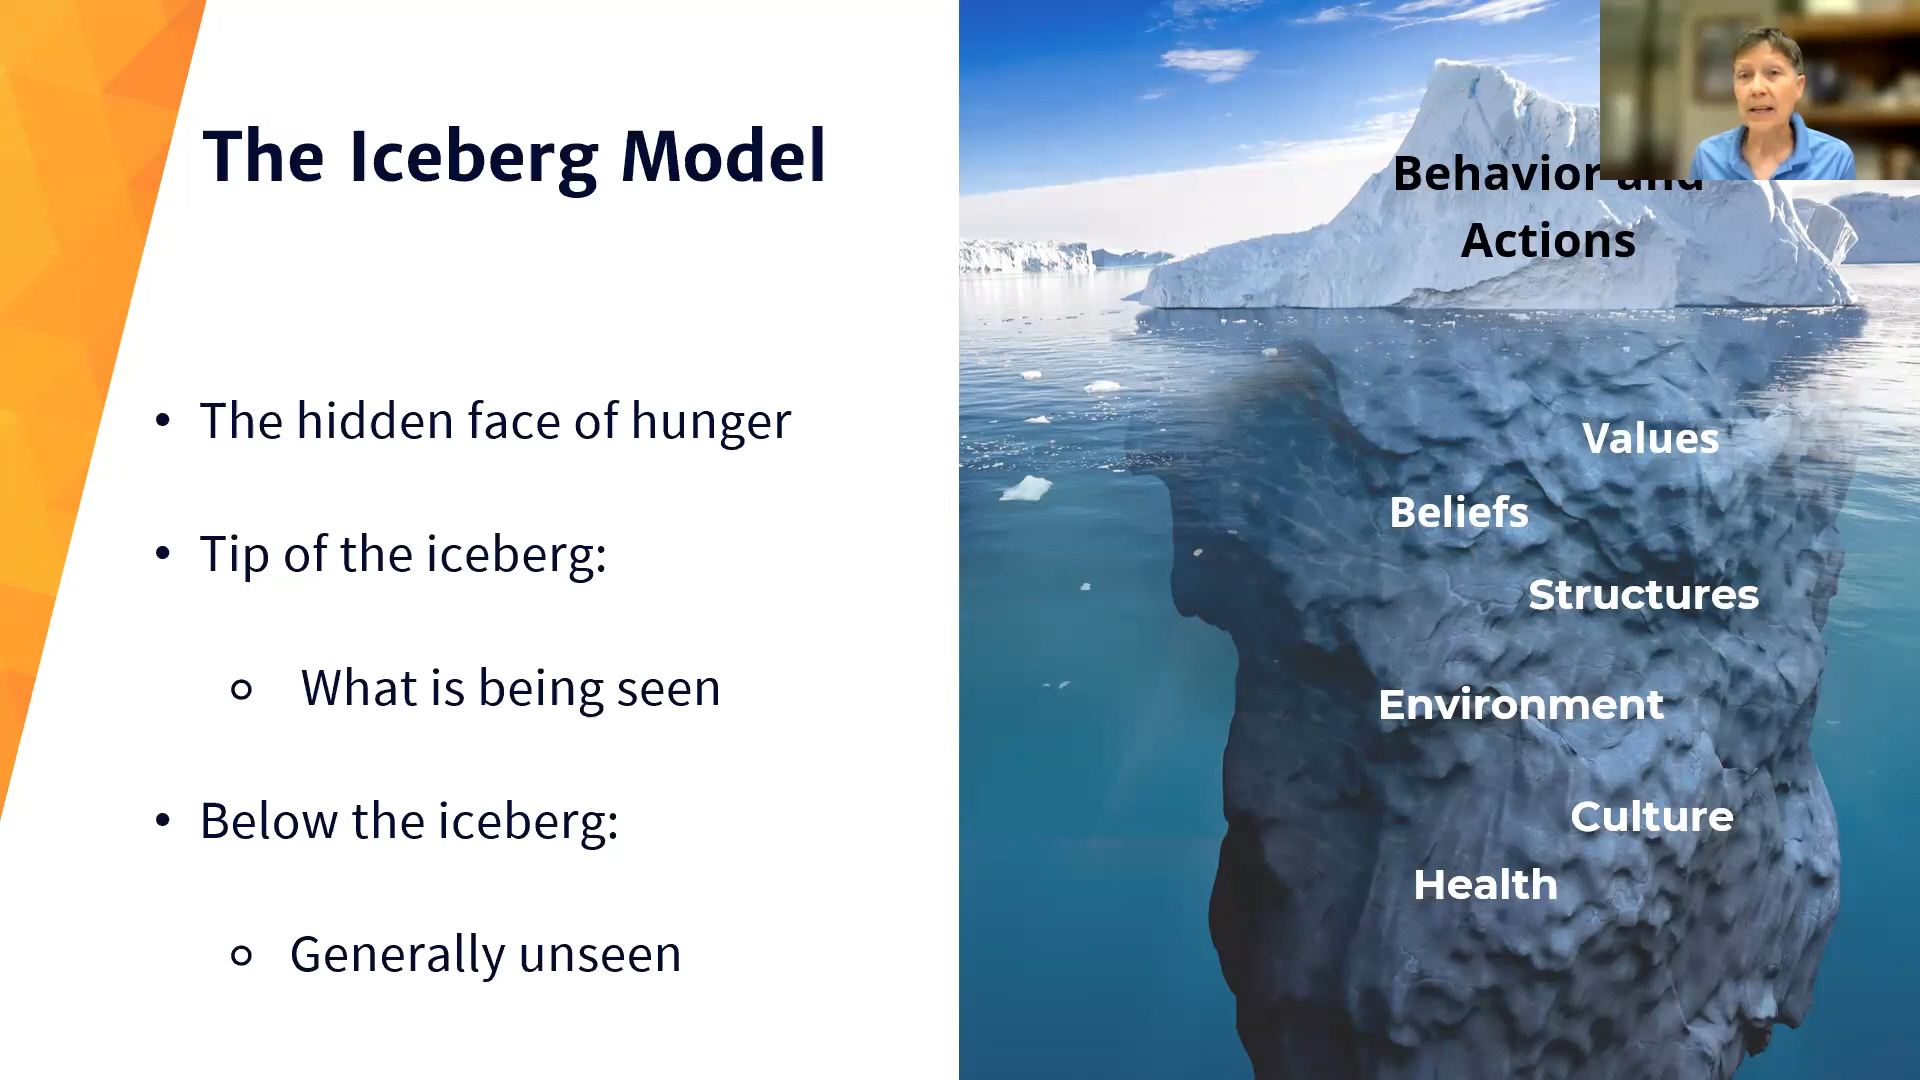 The Iceberg Model
• The hidden face of hunger
• Tip of the iceberg:
○ What is being seen
• Below the iceberg:
○ Generally unseen
Behavior and
Actions
Values
Beliefs
Structures
Environment
Culture
Health